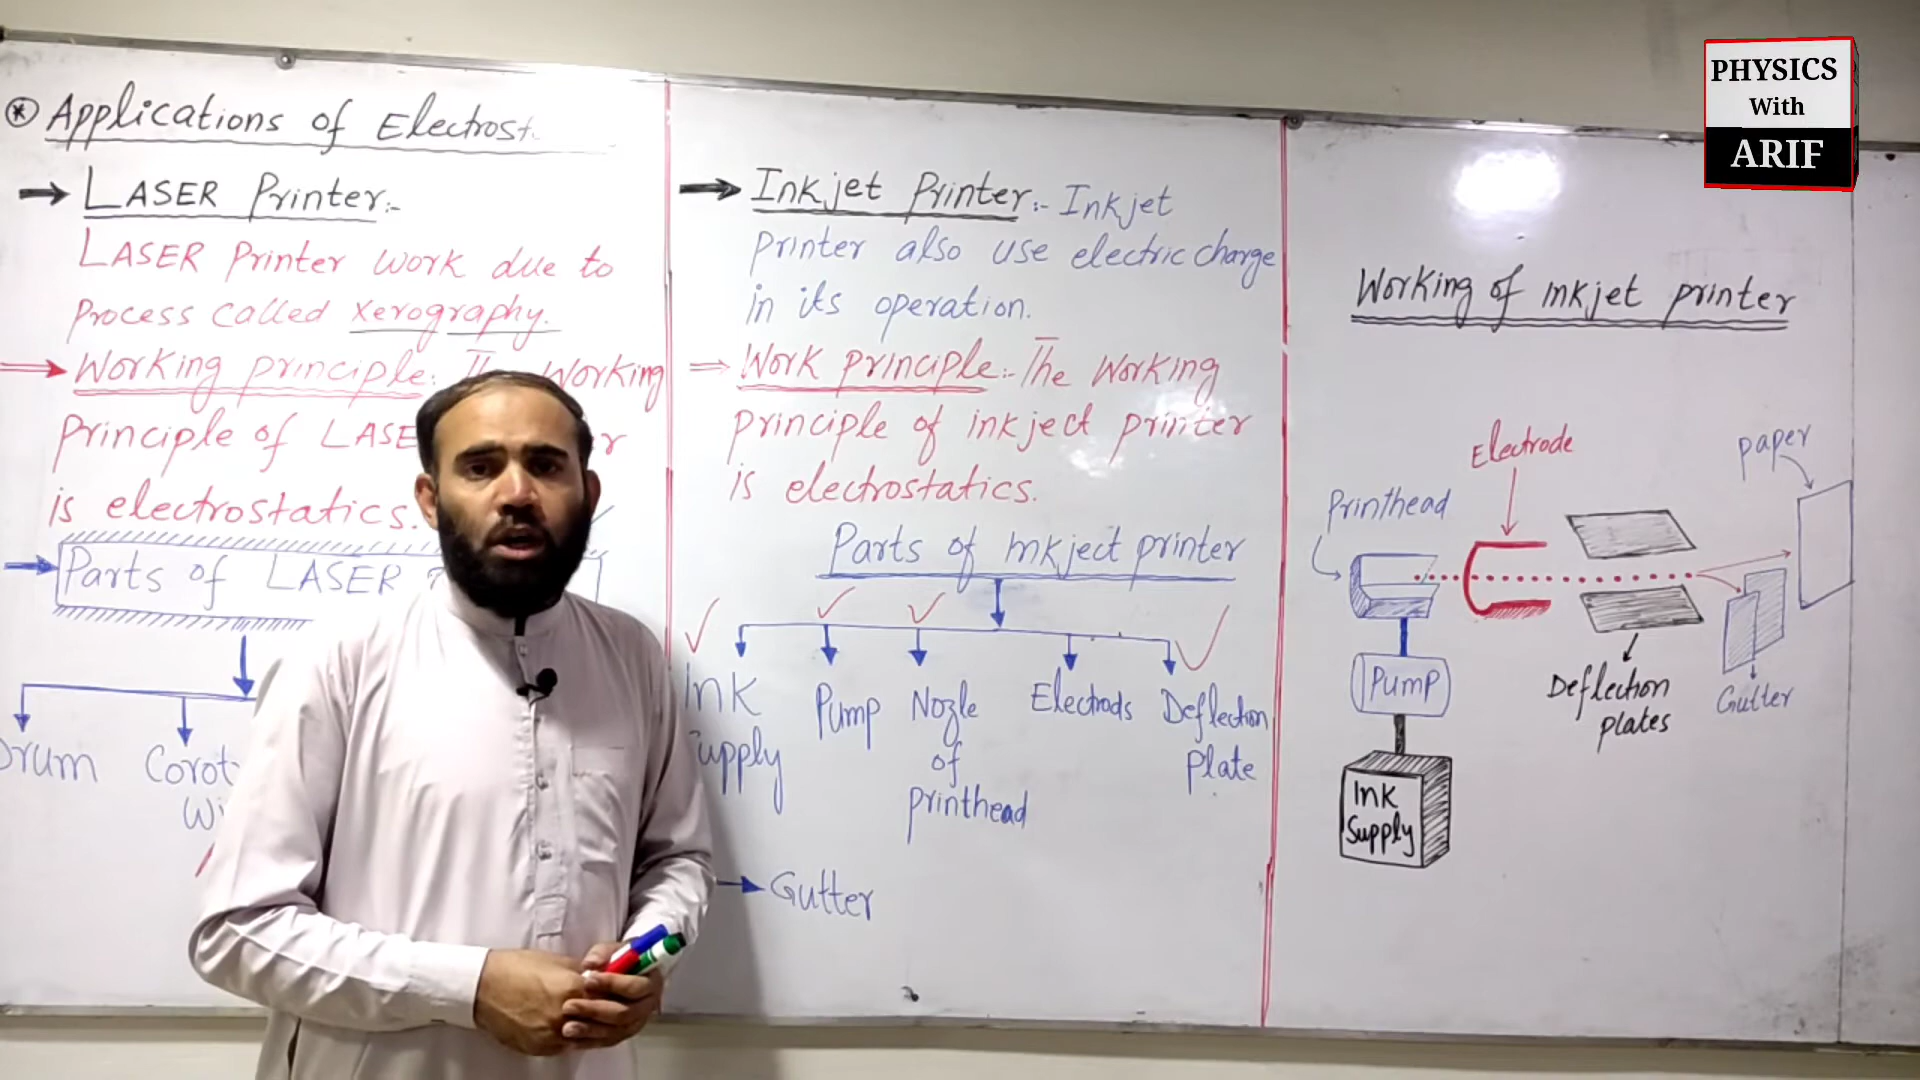 Applications of Electrost
→ LASER Printer:-
LASER Printer work due to
Process called xerography.
⇒ Working principle: The Working
Principle of LASE
is electrostatics.
→ Parts of LASER
Drum
→ Inkjet Printer:- Inkjet
Printer also use electric charge
in its operation.
⇒ Work principle:- The Working
principle of inkject printer
is electrostatics.
Parts of inkject printer
Ink
Supply
Pump
Nozle
of
printhead
Electrods
Deflection
plate
→ Gutter
Working of inkjet printer
Printhead
Electrode
paper
Pump
Deflection
plates
Gutter
Ink
Supply
PHYSICS
With
ARIF